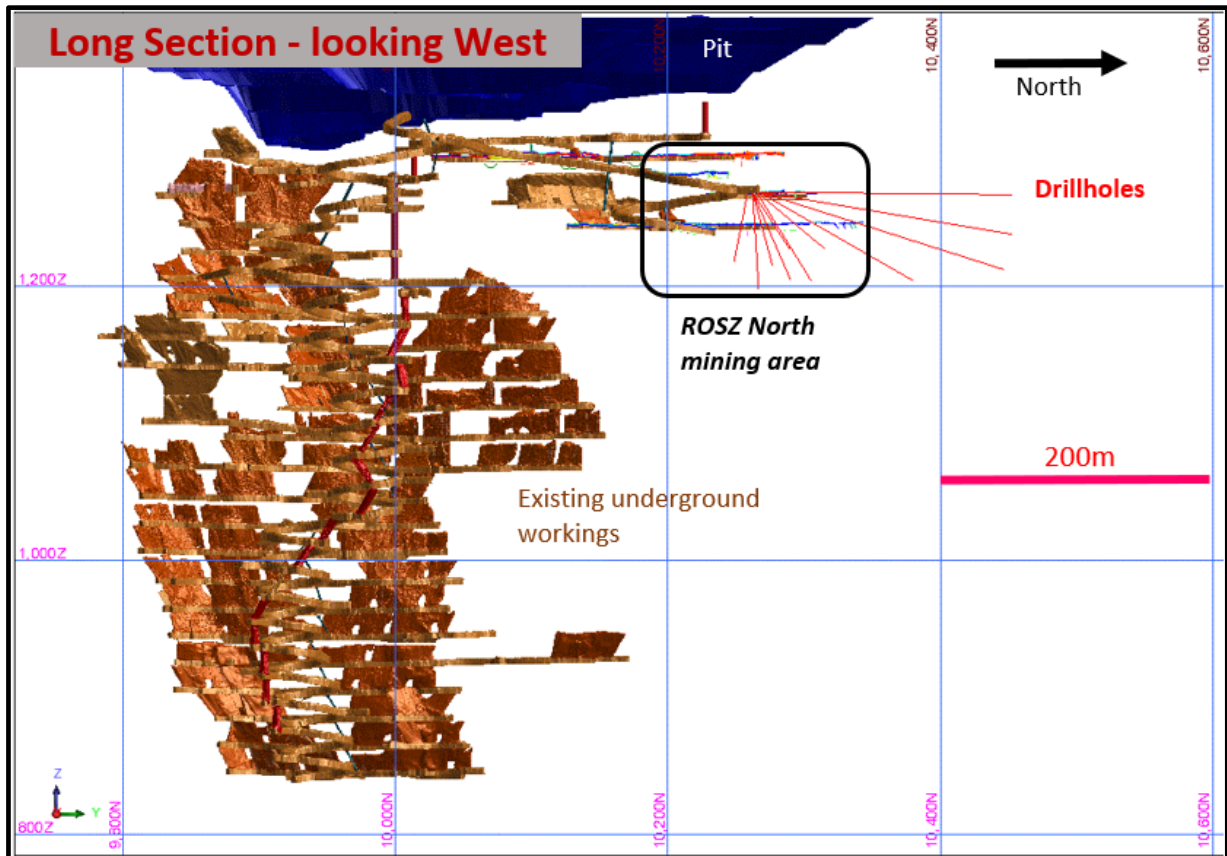 Long Section - looking West
Pit
10,200N
10,400N
10,600N
North
Drillholes
1,200Z
ROSZ North
mining area
200m
Existing underground
workings
1,000Z
Z
Y
800Z
9,800N
10,000N
10,200N
10,400N
10,600N